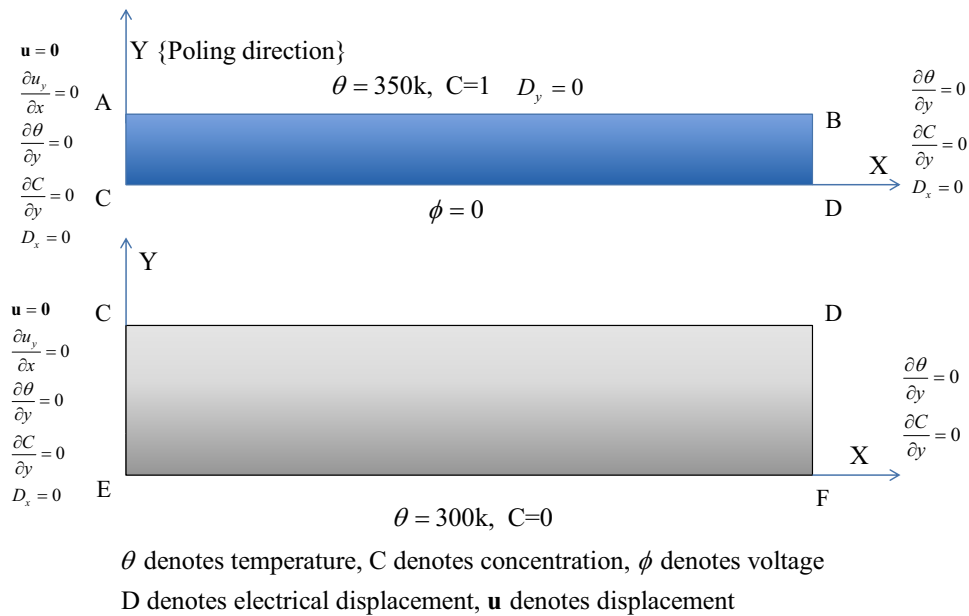 Y {Poling direction}
u = 0
∂u_y/∂x = 0
∂θ/∂y = 0
∂C/∂y = 0
D_x = 0
A
θ = 350k, C=1 D_y = 0
B
∂θ/∂y = 0
∂C/∂y = 0
D_x = 0
X
C
ϕ = 0
D
Y
u = 0
∂u_y/∂x = 0
∂θ/∂y = 0
∂C/∂y = 0
D_x = 0
C
D
∂θ/∂y = 0
∂C/∂y = 0
X
E
F
θ = 300k, C=0
θ denotes temperature, C denotes concentration, ϕ denotes voltage
D denotes electrical displacement, u denotes displacement